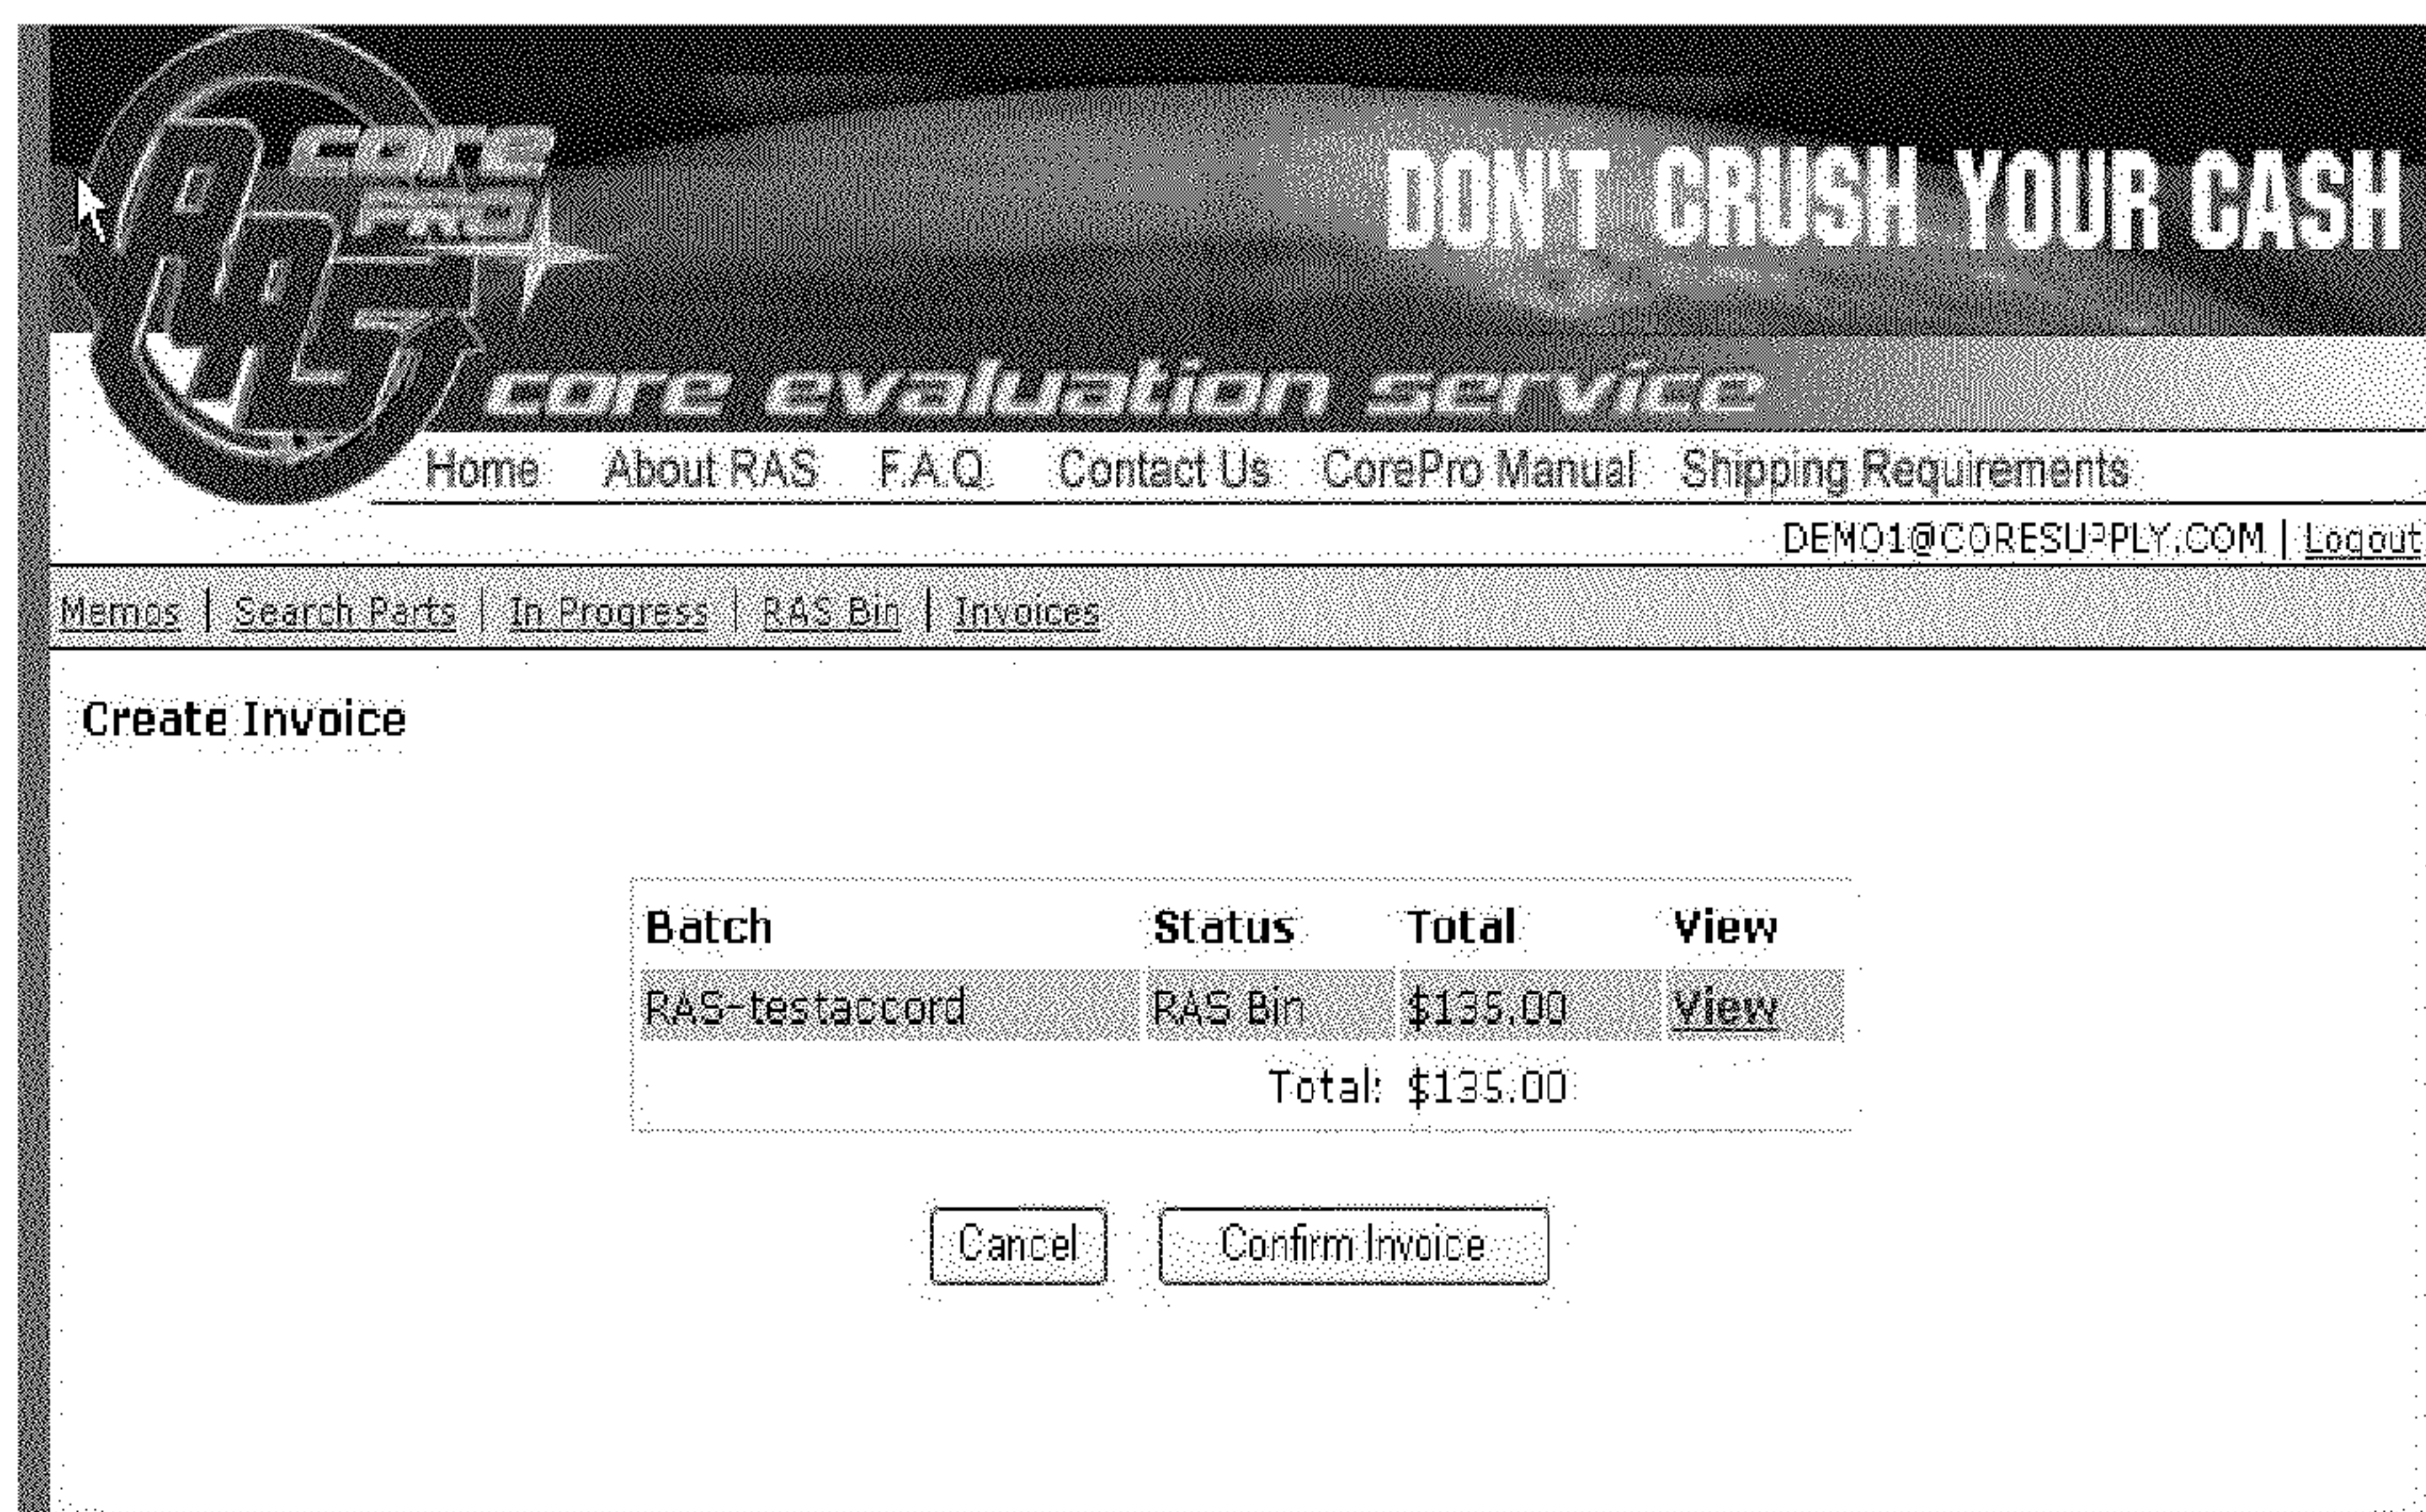 RAS
core
PRO
DON'T CRUSH YOUR CASH
core evaluation service
Home About RAS F.A.Q. Contact Us CorePro Manual Shipping Requirements
DEMO1@CORESUPPLY.COM | Logout
Memos | Search Parts | In Progress | RAS Bin | Invoices
Create Invoice
Batch Status Total View
RAS-testaccord RAS Bin $135.00 View
Total: $135.00
Cancel Confirm Invoice